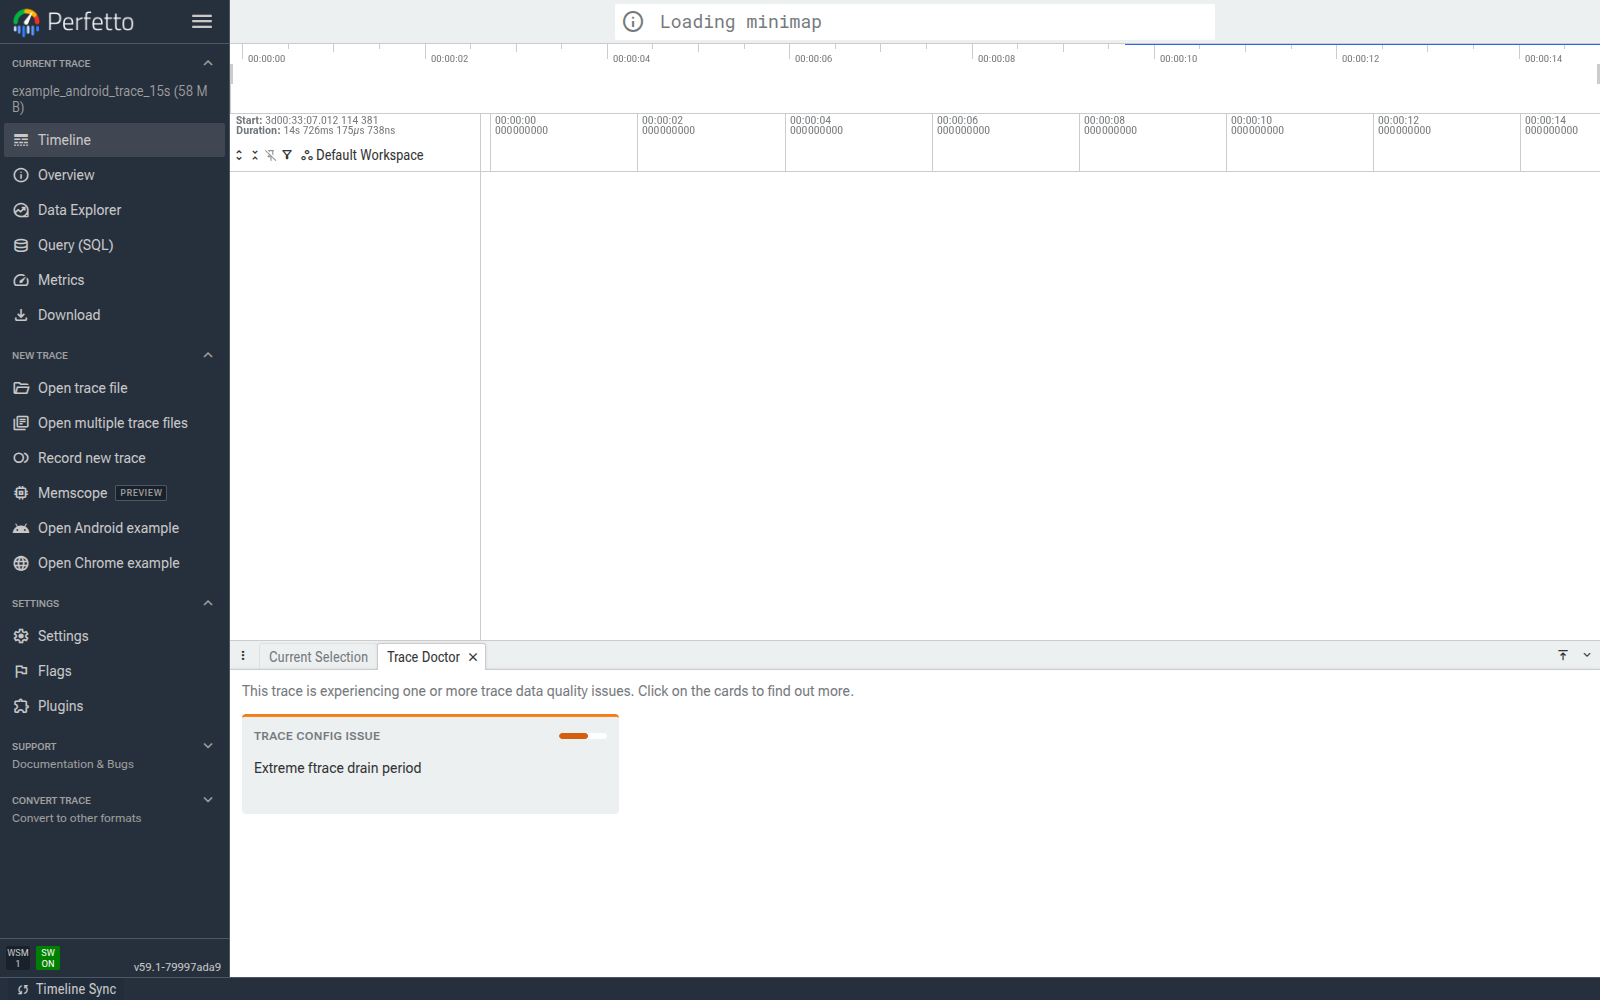 Perfetto
Loading minimap
CURRENT TRACE
example_android_trace_15s (58 M
B)
Timeline
Overview
Data Explorer
Query (SQL)
Metrics
Download
NEW TRACE
Open trace file
Open multiple trace files
Record new trace
Memscope PREVIEW
Open Android example
Open Chrome example
SETTINGS
Settings
Flags
Plugins
SUPPORT
Documentation & Bugs
CONVERT TRACE
Convert to other formats
WSM
1
SW
ON
v59.1-79997ada9
Timeline Sync
00:00:00 00:00:02 00:00:04 00:00:06 00:00:08 00:00:10 00:00:12 00:00:14
Start: 3d00:33:07.012 114 381
Duration: 14s 726ms 175µs 738ns
00:00:00 00:00:02 00:00:04 00:00:06 00:00:08 00:00:10 00:00:12 00:00:14
000000000 000000000 000000000 000000000 000000000 000000000 000000000 000000000
Default Workspace
Current Selection Trace Doctor
This trace is experiencing one or more trace data quality issues. Click on the cards to find out more.
TRACE CONFIG ISSUE
Extreme ftrace drain period